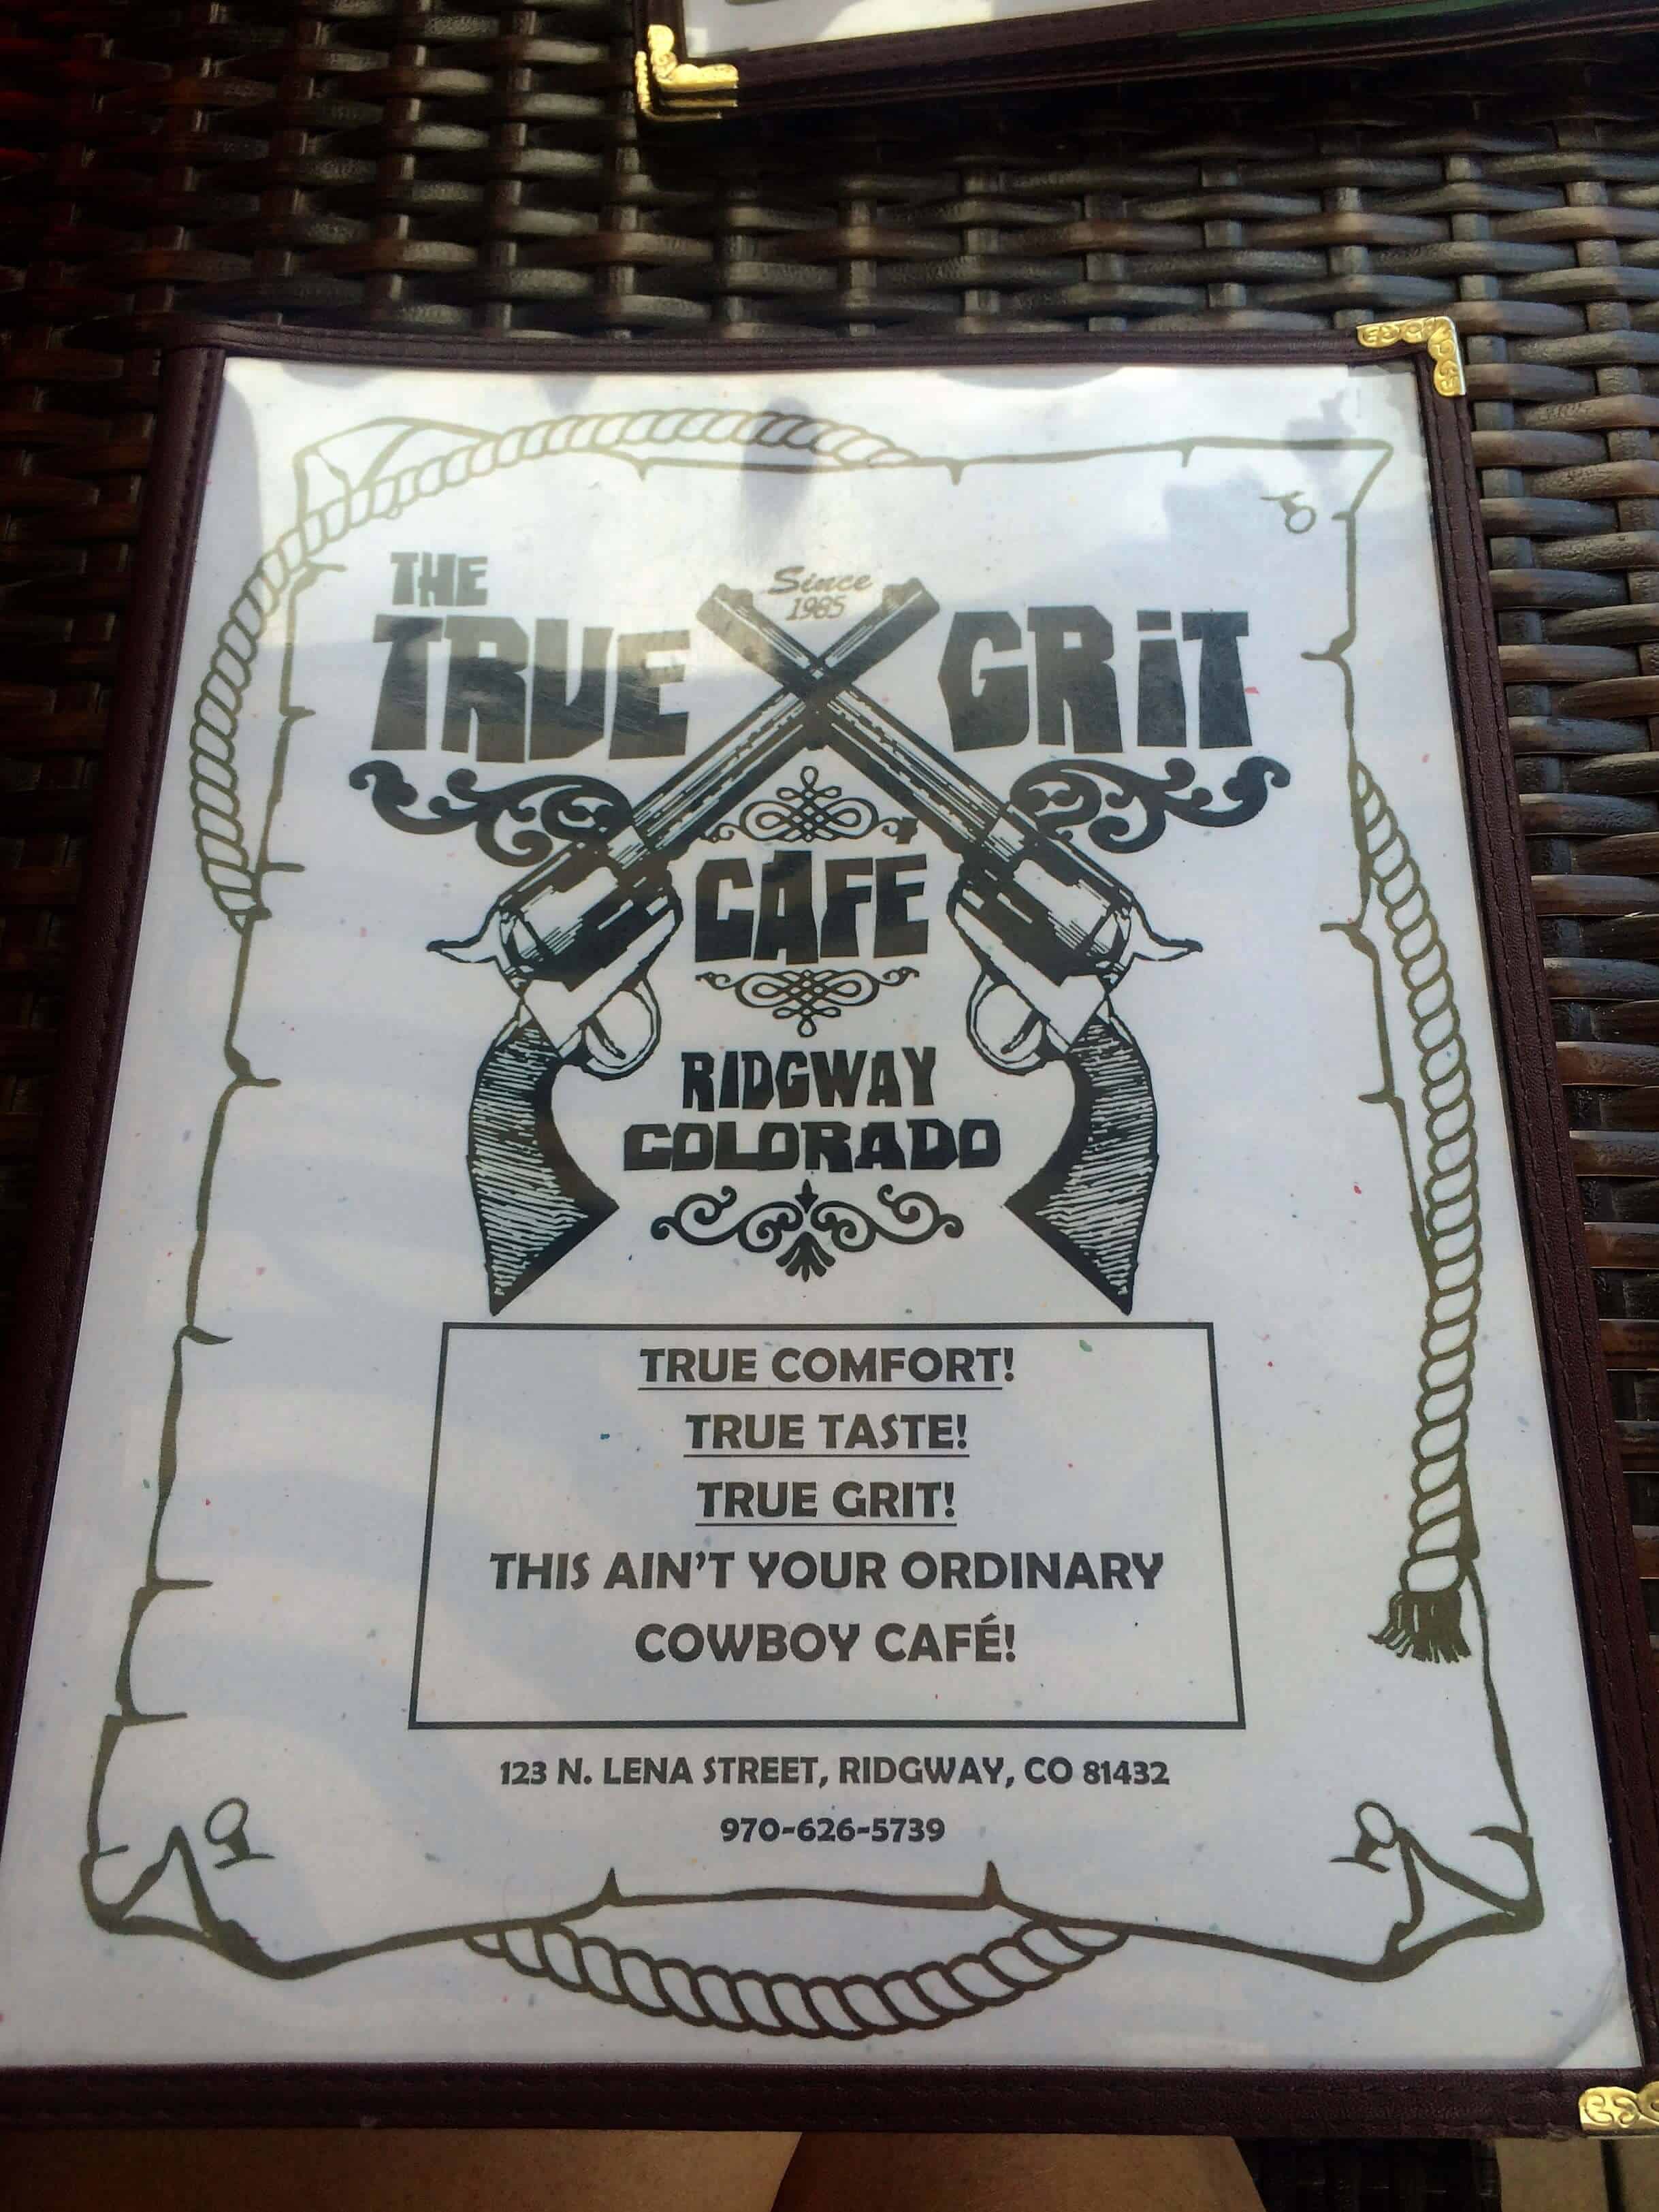 THE
Since
1985
TRUE GRiT
CAFE
RIDGWAY
COLORADO
TRUE COMFORT!
TRUE TASTE!
TRUE GRIT!
THIS AIN'T YOUR ORDINARY
COWBOY CAFÉ!
123 N. LENA STREET, RIDGWAY, CO 81432
970-626-5739